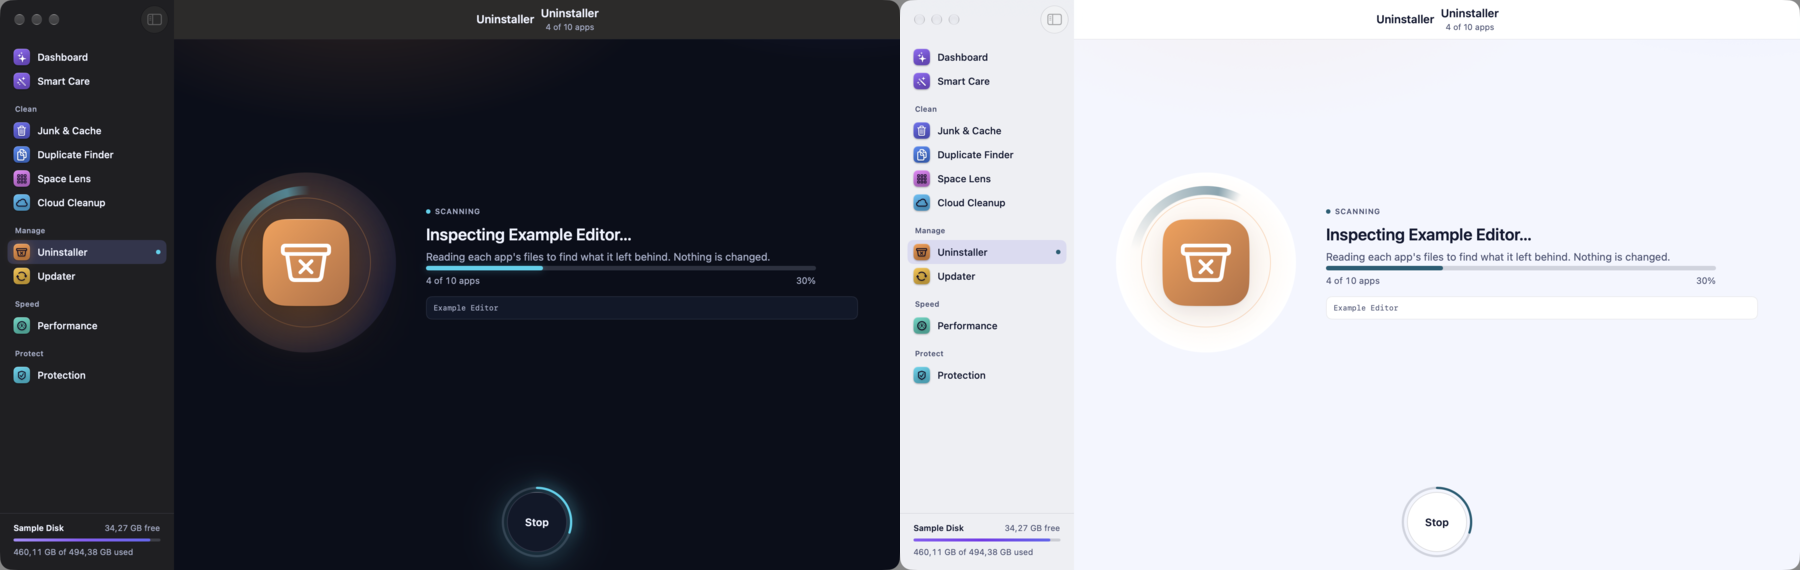 Uninstaller
Uninstaller
4 of 10 apps
Dashboard
Smart Care
Clean
Junk & Cache
Duplicate Finder
Space Lens
Cloud Cleanup
Manage
Uninstaller
Updater
Speed
Performance
Protect
Protection
Sample Disk 34,27 GB free
460,11 GB of 494,38 GB used
SCANNING
Inspecting Example Editor...
Reading each app's files to find what it left behind. Nothing is changed.
4 of 10 apps 30%
Example Editor
Stop
Uninstaller
Uninstaller
4 of 10 apps
Dashboard
Smart Care
Clean
Junk & Cache
Duplicate Finder
Space Lens
Cloud Cleanup
Manage
Uninstaller
Updater
Speed
Performance
Protect
Protection
Sample Disk 34,27 GB free
460,11 GB of 494,38 GB used
SCANNING
Inspecting Example Editor...
Reading each app's files to find what it left behind. Nothing is changed.
4 of 10 apps 30%
Example Editor
Stop